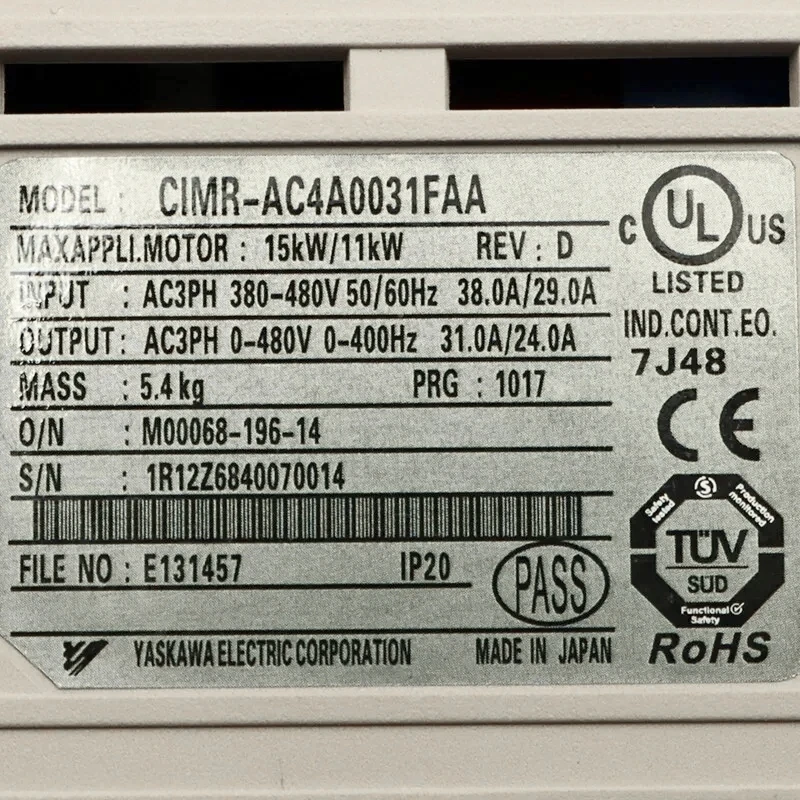 MODEL : CIMR-AC4A0031FAA
MAX APPLI. MOTOR : 15kW/11kW REV : D
INPUT : AC3PH 380-480V 50/60Hz 38.0A/29.0A
OUTPUT : AC3PH 0-480V 0-400Hz 31.0A/24.0A
MASS : 5.4 kg PRG : 1017
O/N : M00068-196-14
S/N : 1R12Z6840070014
FILE NO : E131457 IP20
PASS
YASKAWA ELECTRIC CORPORATION MADE IN JAPAN
C UL US
LISTED
IND.CONT.EQ.
7J48
CE
Safety tested
Production monitored
TÜV
SÜD
Functional Safety
RoHS